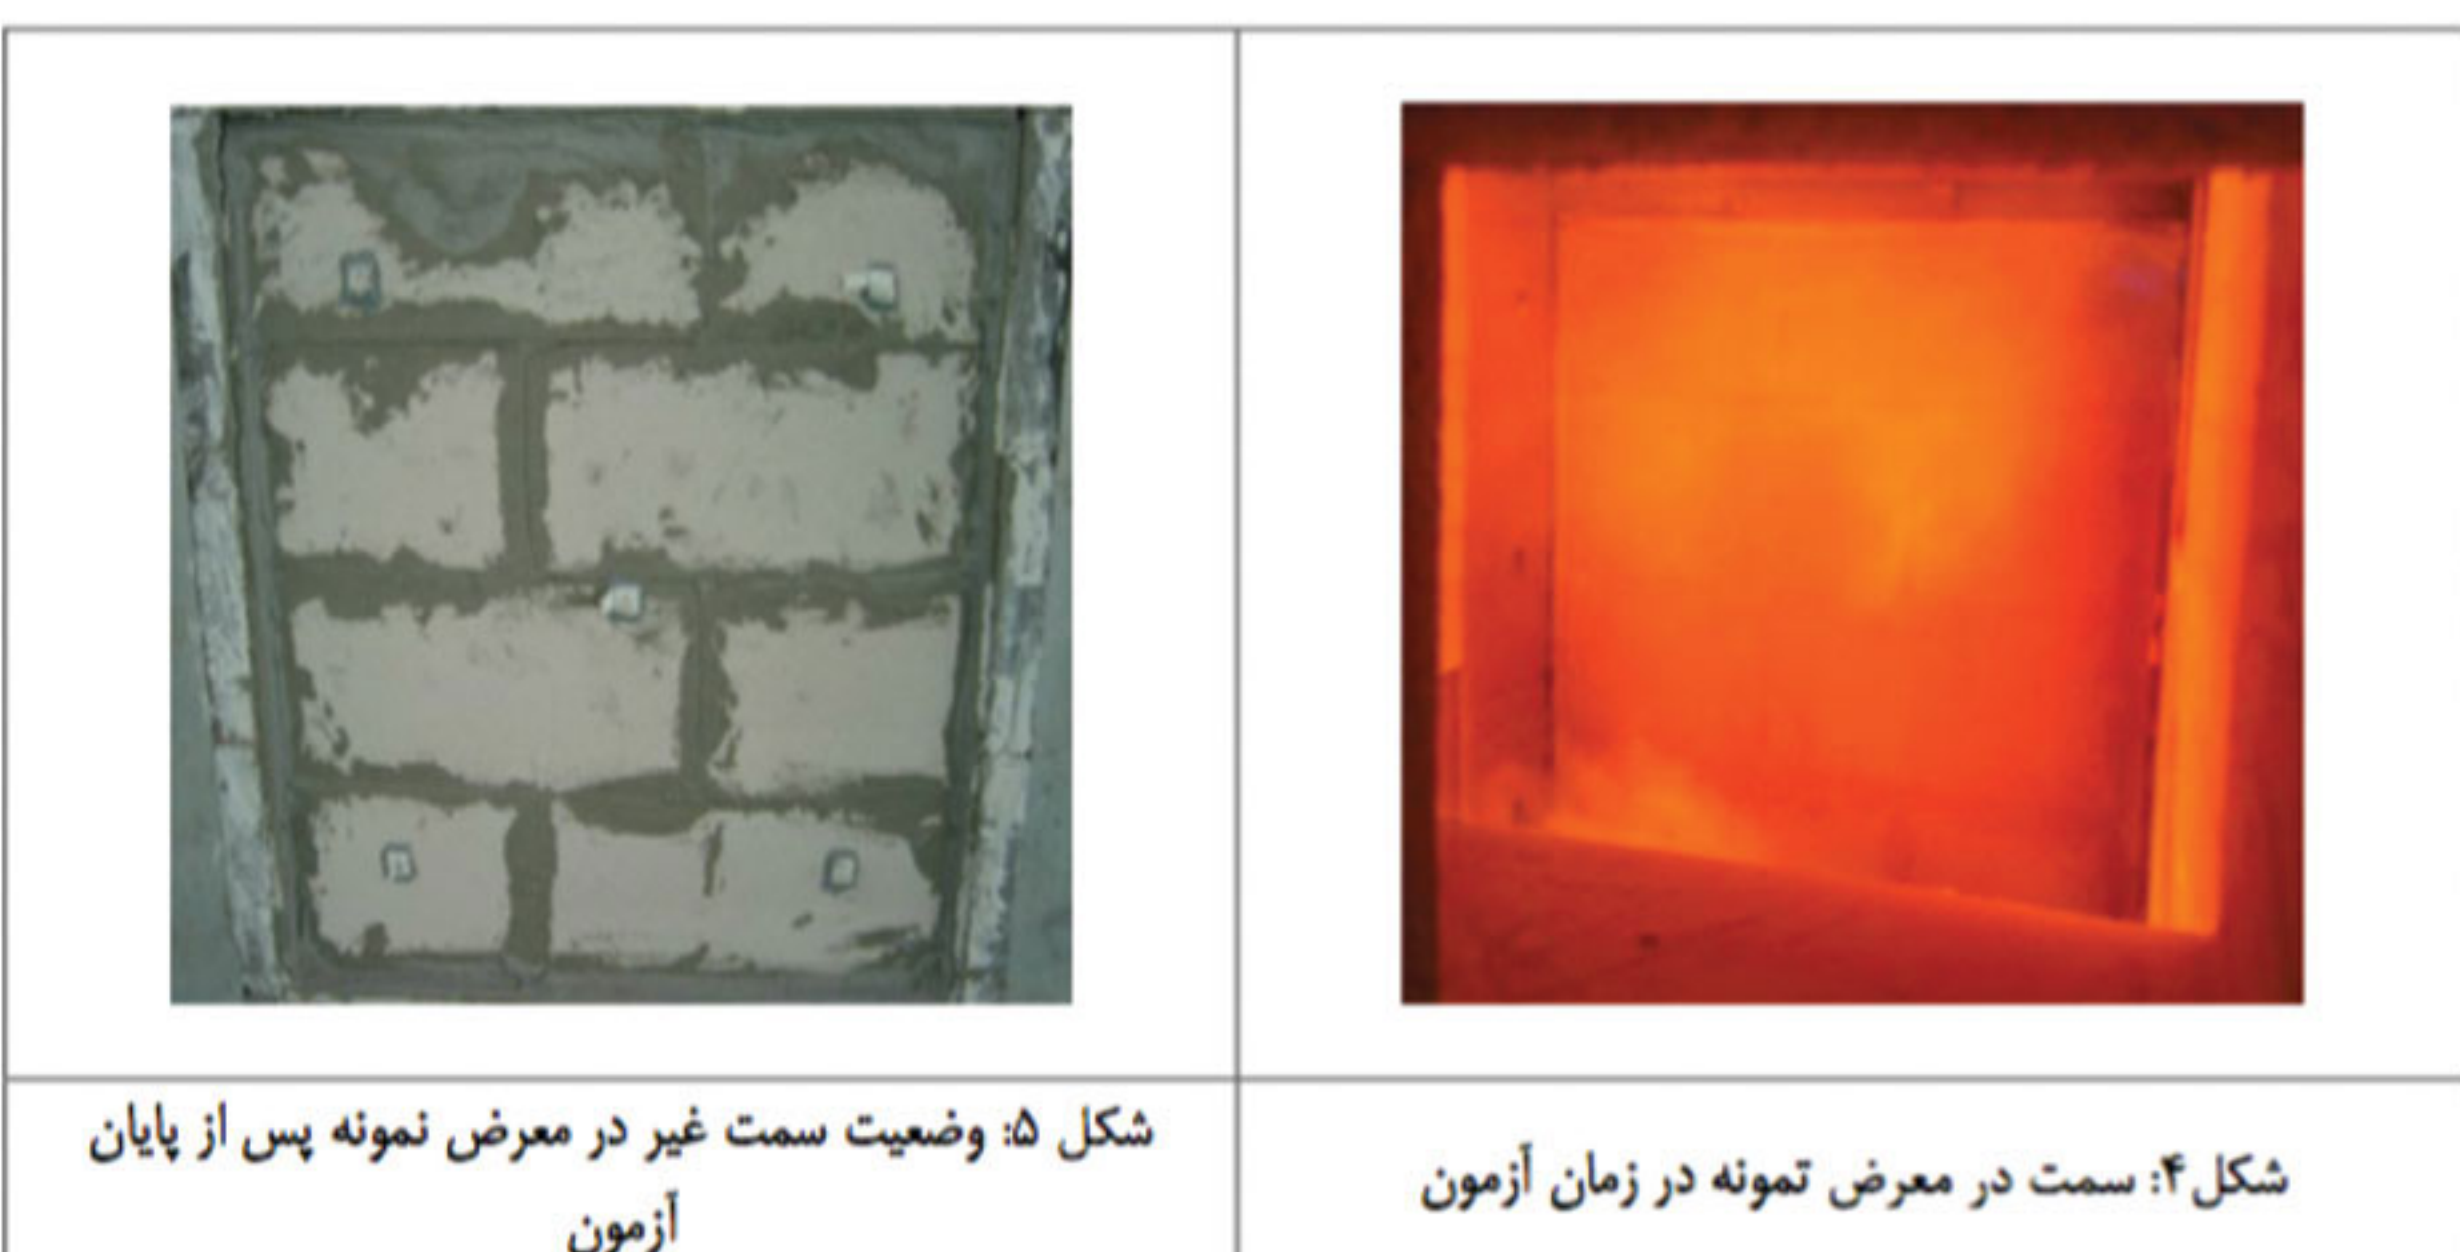 شکل۴: سمت در معرض تمونه در زمان آزمون
شکل ۵: وضعیت سمت غیر در معرض نمونه پس از پایان
آزمون